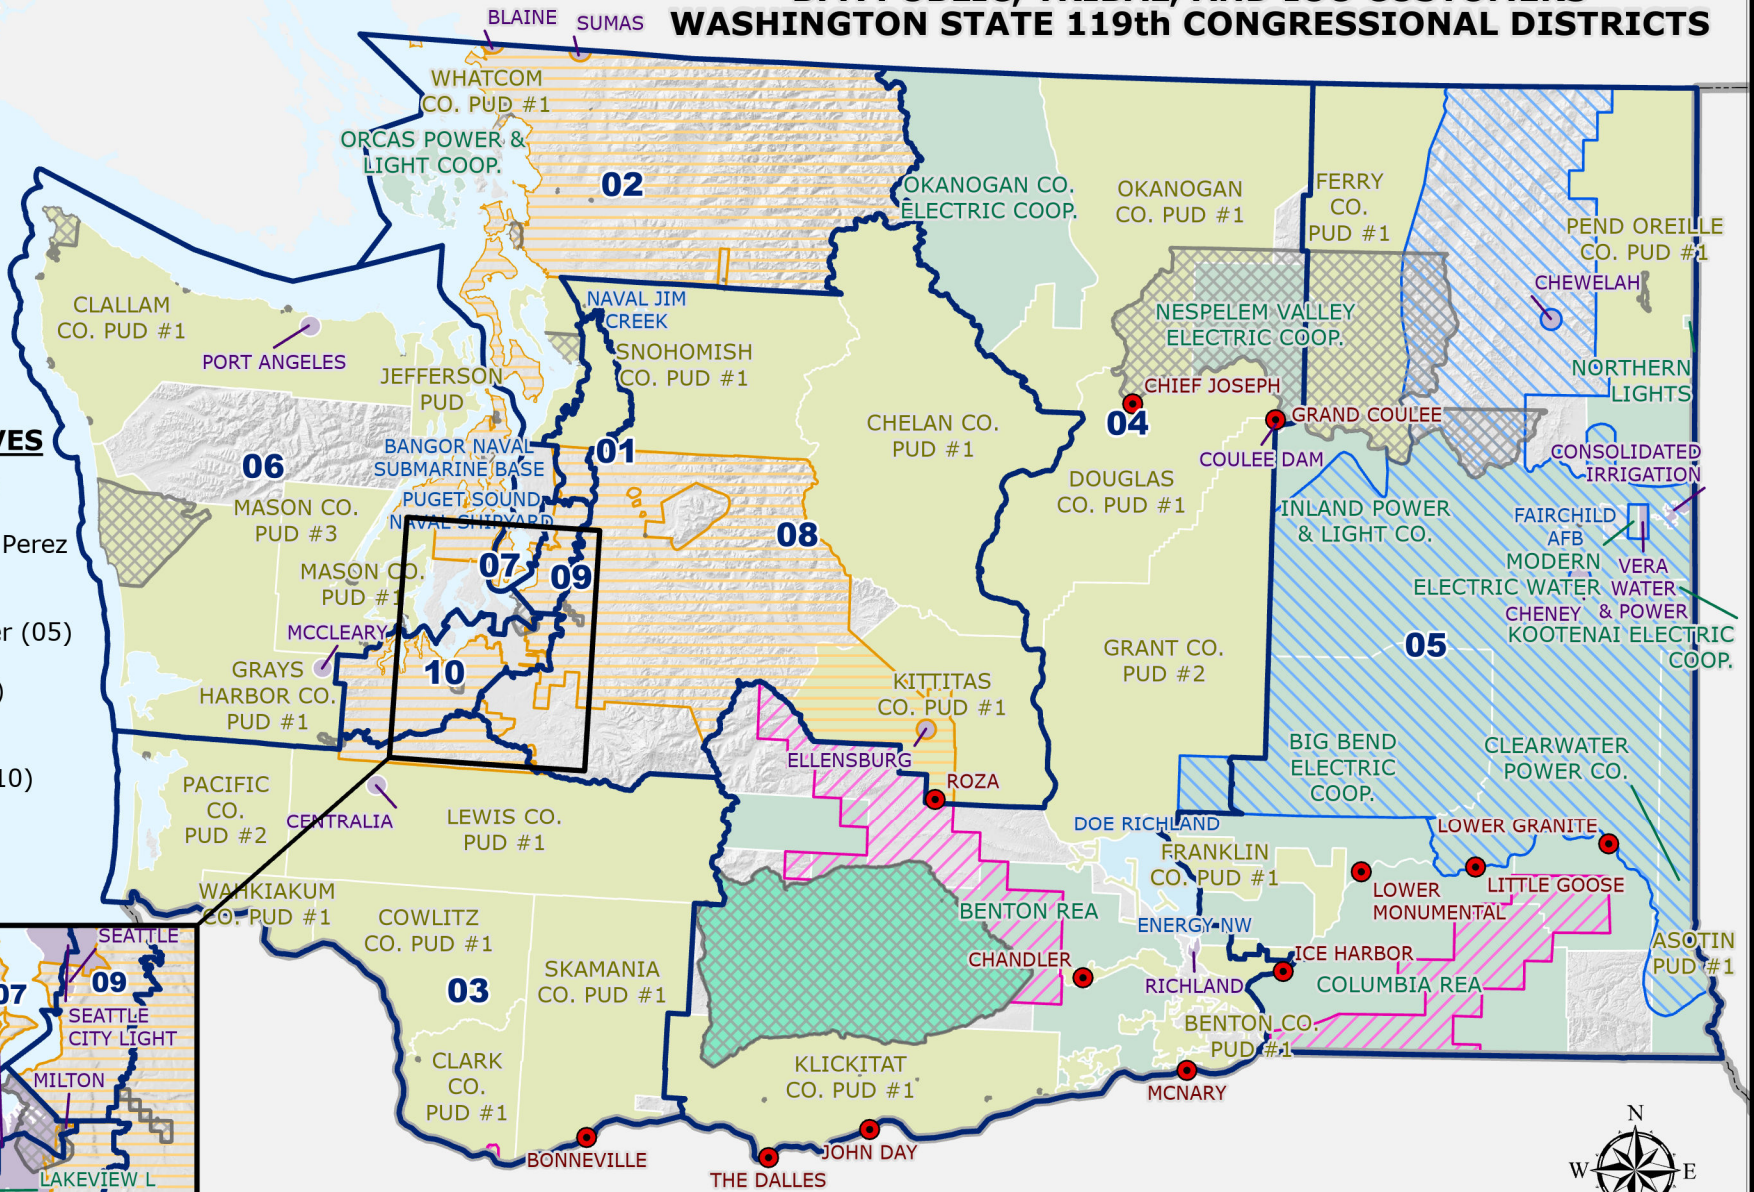 WASHINGTON STATE 119th CONGRESSIONAL DISTRICTS
BLAINE
SUMAS
WHATCOM
CO. PUD #1
ORCAS POWER &
LIGHT COOP.
02
OKANOGAN CO.
ELECTRIC COOP.
OKANOGAN
CO. PUD #1
FERRY
CO.
PUD #1
PEND OREILLE
CO. PUD #1
CHEWELAH
CLALLAM
CO. PUD #1
PORT ANGELES
NAVAL JIM
CREEK
NESPELEM VALLEY
ELECTRIC COOP.
SNOHOMISH
CO. PUD #1
JEFFERSON
PUD
NORTHERN
LIGHTS
CHIEF JOSEPH
04
GRAND COULEE
CHELAN CO.
PUD #1
COULEE DAM
VES
BANGOR NAVAL
SUBMARINE BASE
01
06
CONSOLIDATED
IRRIGATION
DOUGLAS
CO. PUD #1
PUGET SOUND
NAVAL SHIPYARD
MASON CO.
PUD #3
INLAND POWER
& LIGHT CO.
FAIRCHILD
AFB
08
Perez
07
09
MASON CO.
PUD #1
MODERN
ELECTRIC WATER
VERA
WATER
& POWER
CHENEY
KOOTENAI ELECTRIC
COOP.
r (05)
MCCLEARY
05
GRANT CO.
PUD #2
10
GRAYS
HARBOR CO.
PUD #1
)
KITTITAS
CO. PUD #1
ELLENSBURG
BIG BEND
ELECTRIC
COOP.
CLEARWATER
POWER CO.
10)
PACIFIC
CO.
PUD #2
CENTRALIA
LEWIS CO.
PUD #1
ROZA
DOE RICHLAND
LOWER GRANITE
FRANKLIN
CO. PUD #1
LOWER
MONUMENTAL
LITTLE GOOSE
WAHKIAKUM
CO. PUD #1
COWLITZ
CO. PUD #1
BENTON REA
ENERGY NW
ASOTIN
PUD #1
CHANDLER
ICE HARBOR
SKAMANIA
CO. PUD #1
03
RICHLAND
COLUMBIA REA
SEATTLE
07
09
SEATTLE
CITY LIGHT
BENTON CO.
PUD #1
CLARK
CO.
PUD #1
KLICKITAT
CO. PUD #1
MILTON
MCNARY
BONNEVILLE
JOHN DAY
THE DALLES
LAKEVIEW L
N
W
E